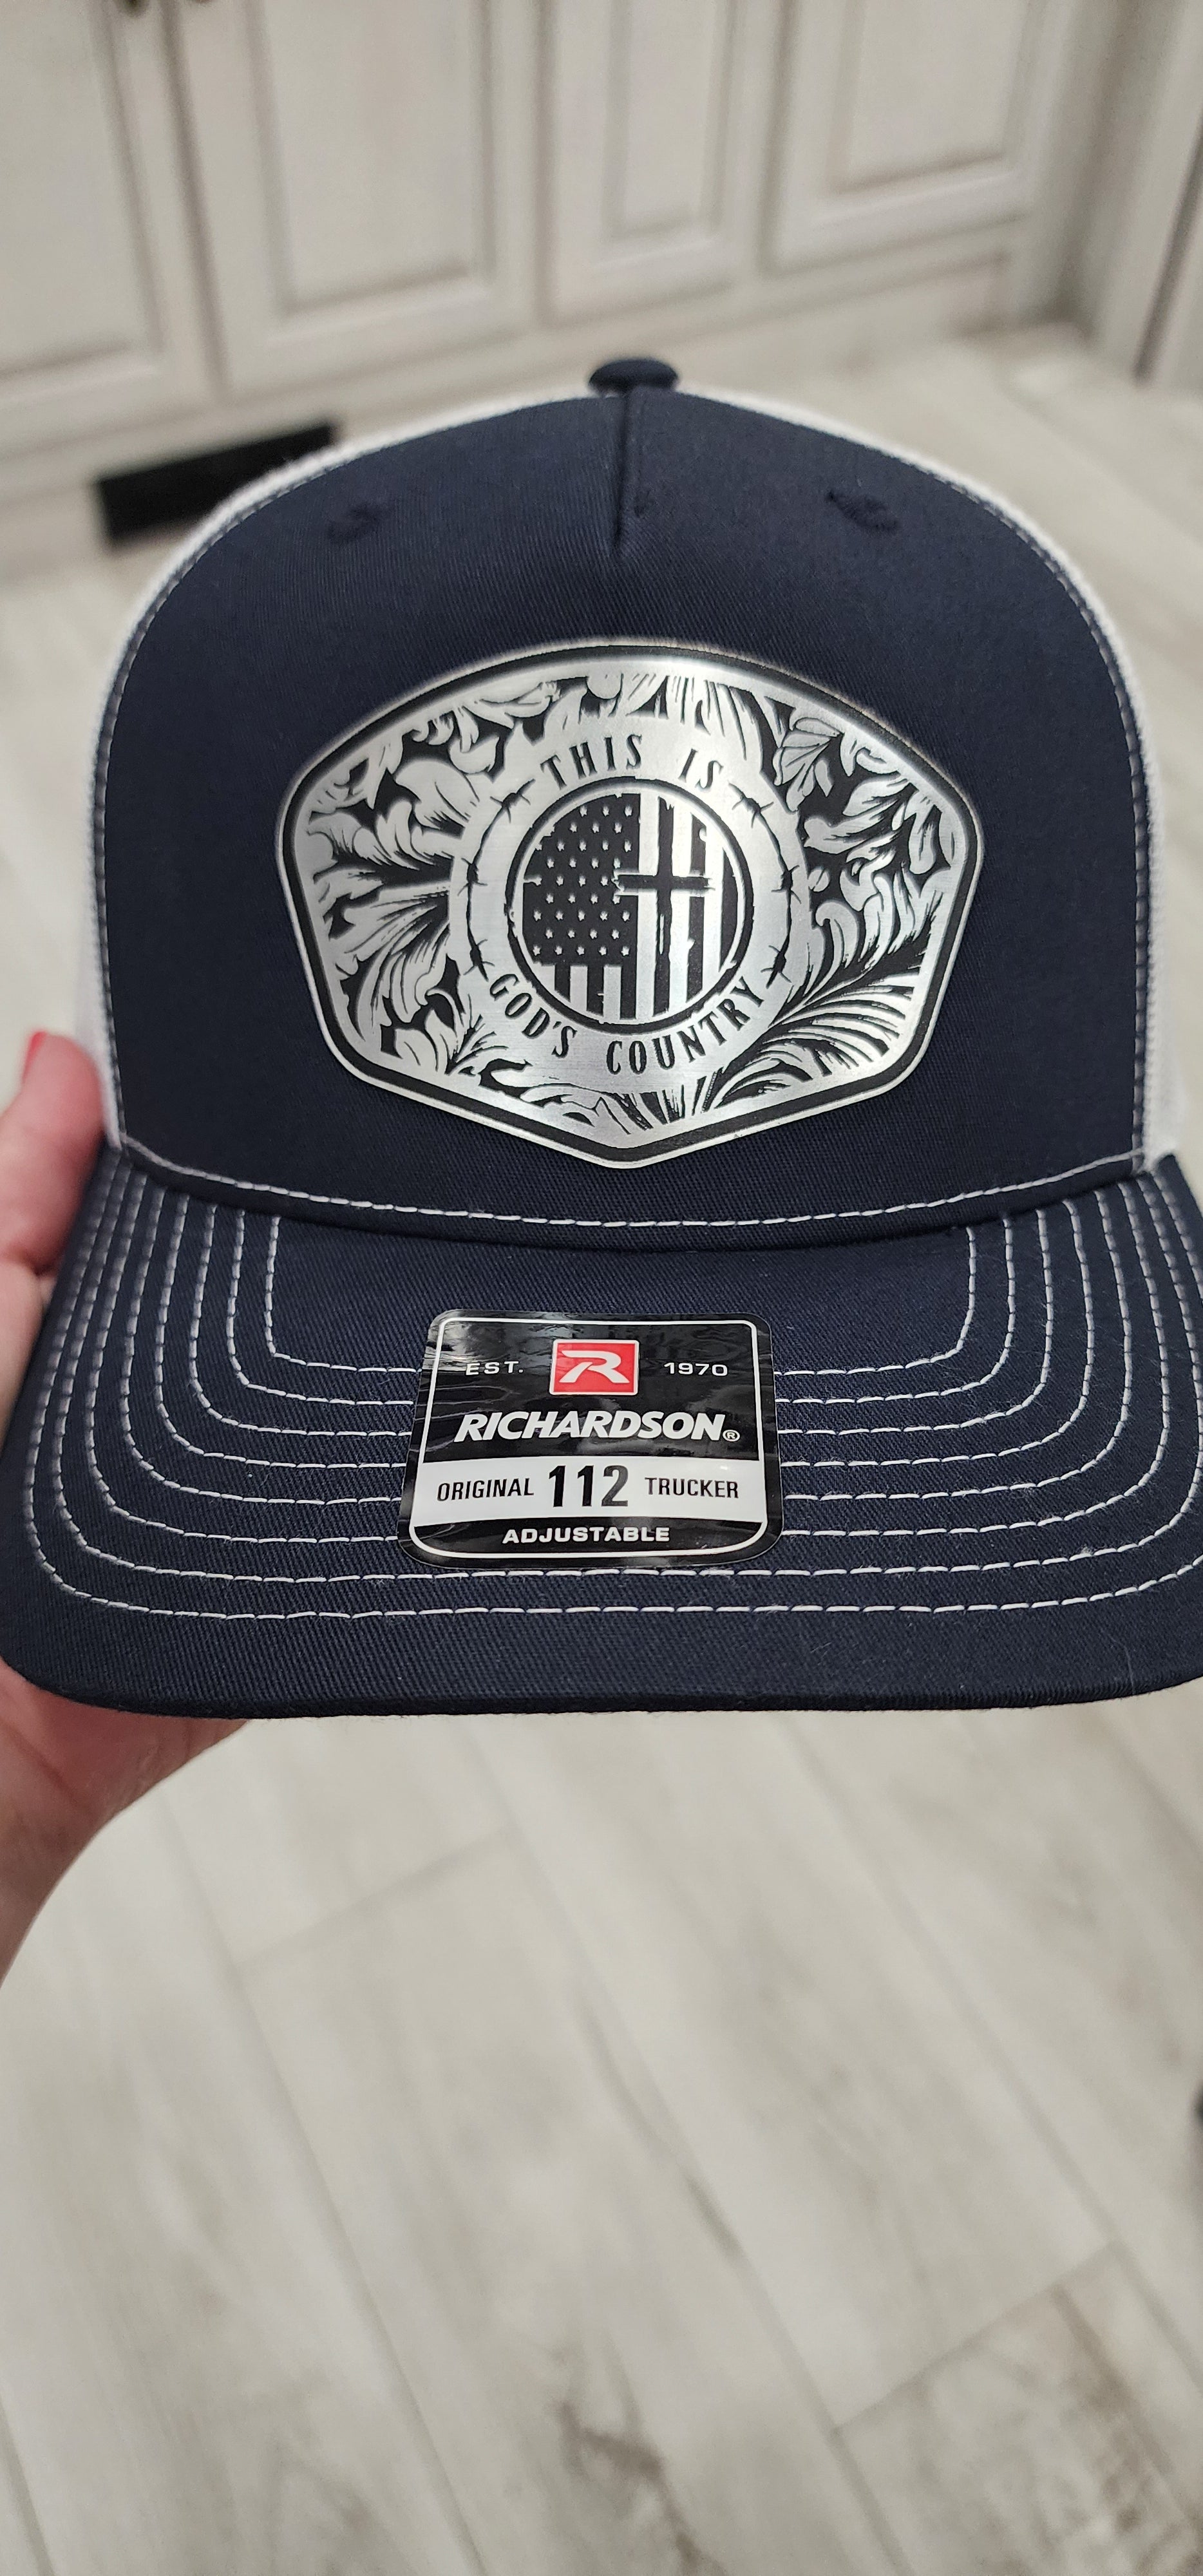 THIS IS
GOD'S COUNTRY
EST. R 1970
RICHARDSON®
ORIGINAL 112 TRUCKER
ADJUSTABLE